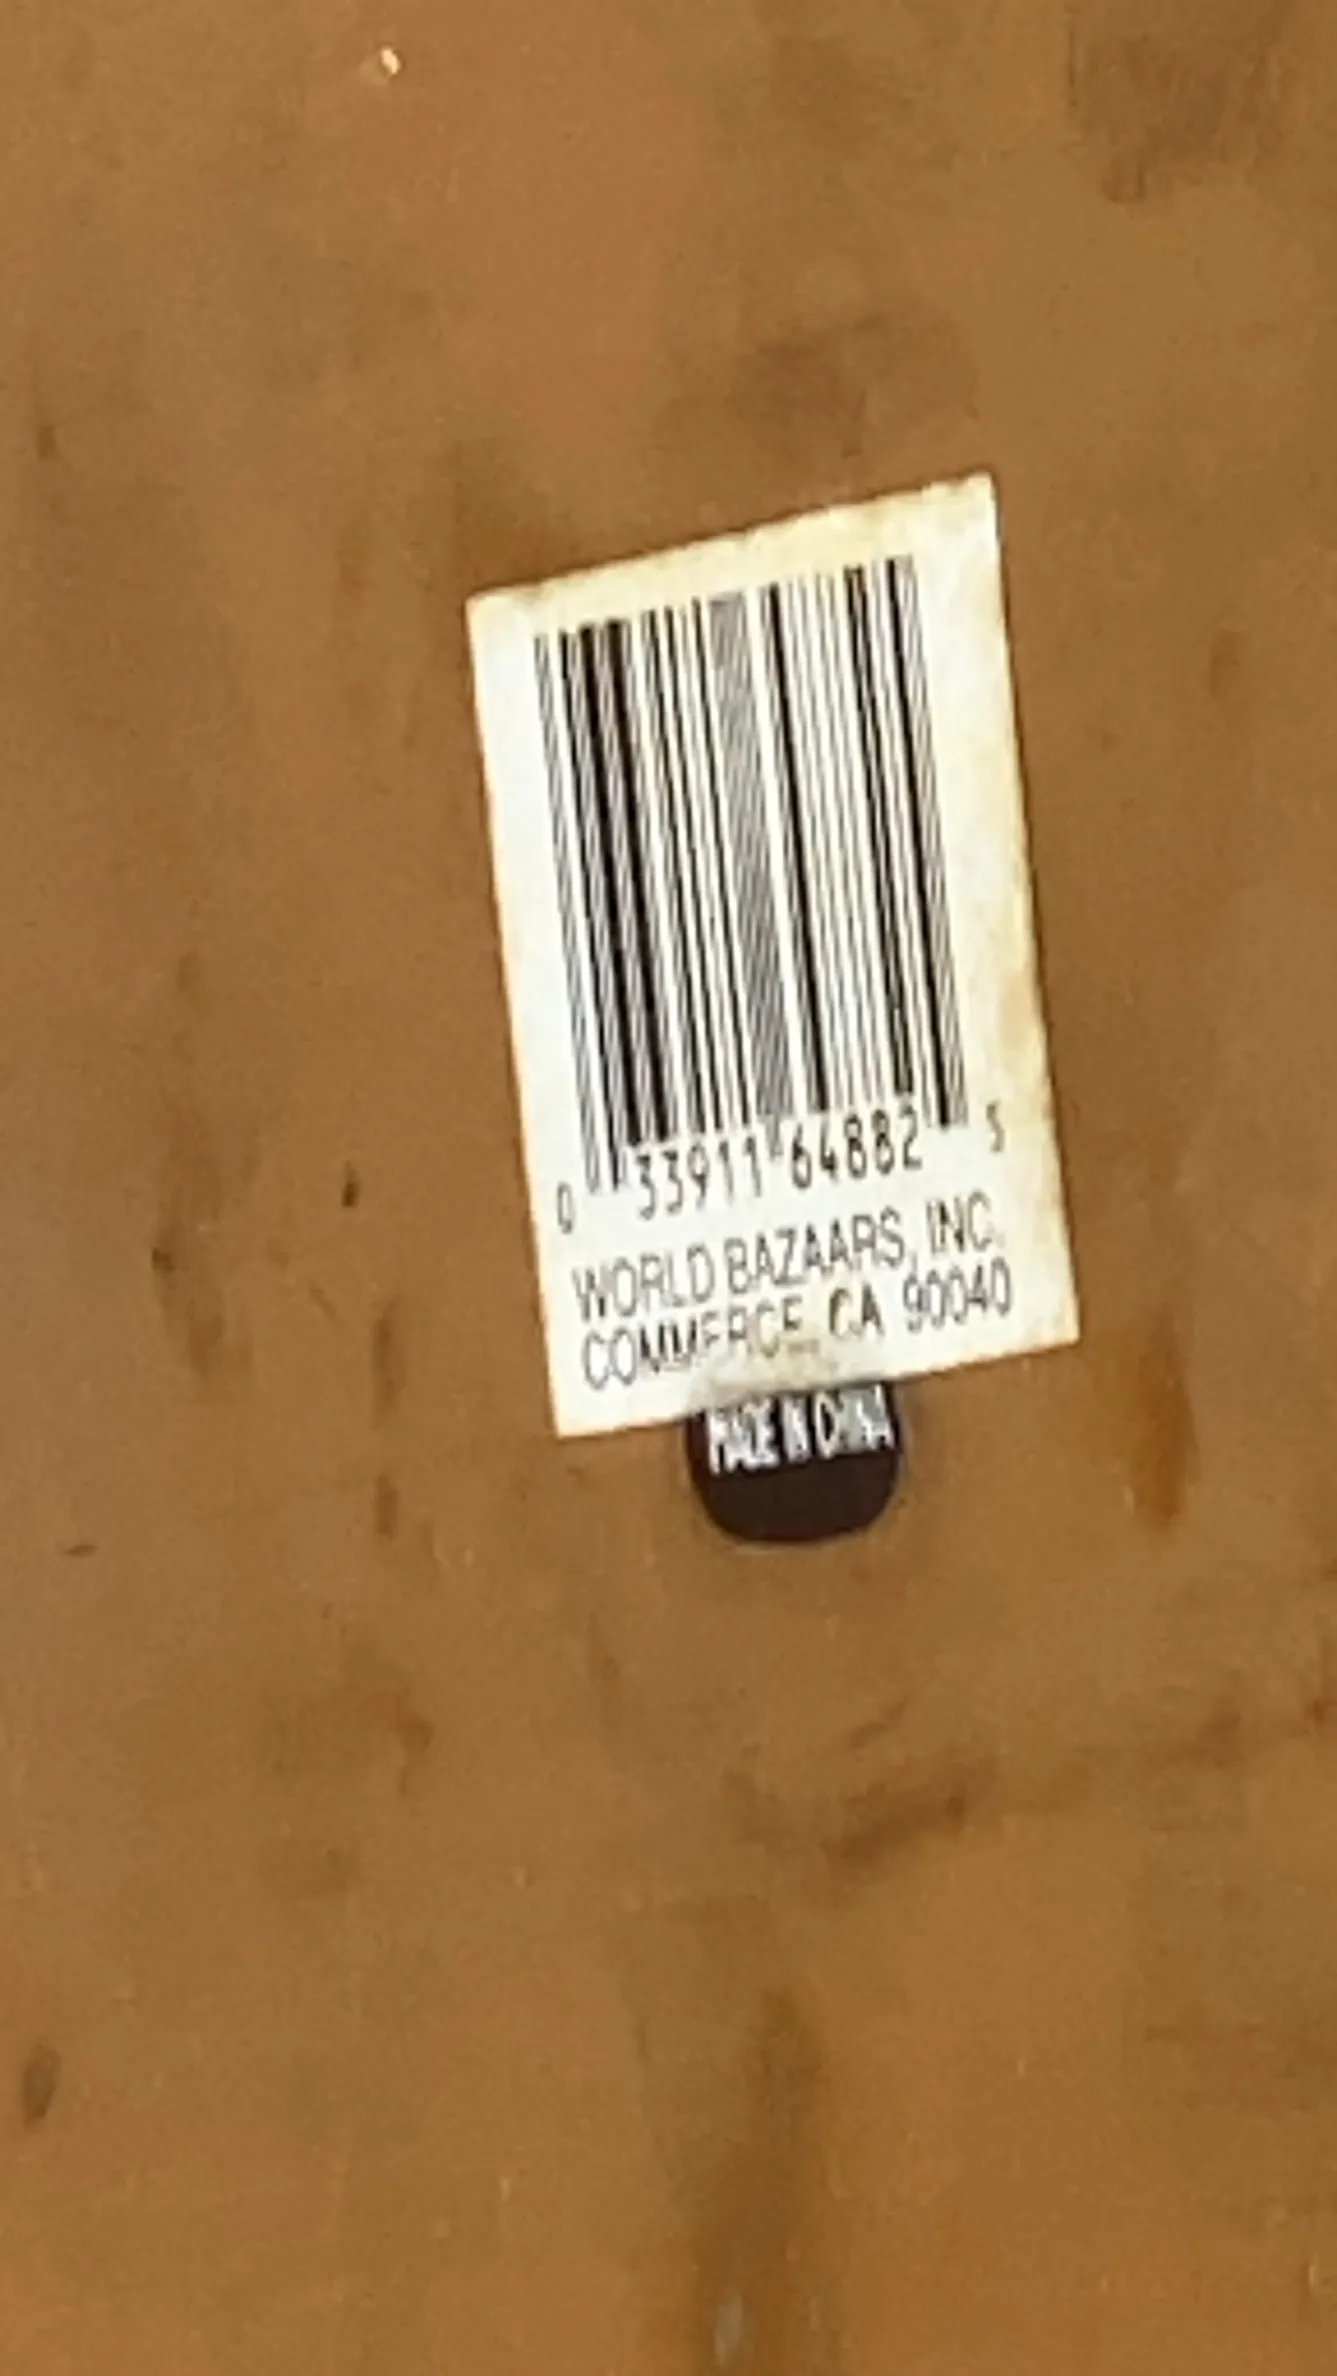 0 33911 64882 5
WORLD BAZAARS, INC.
COMMERCE, CA 90040
MADE IN CHINA